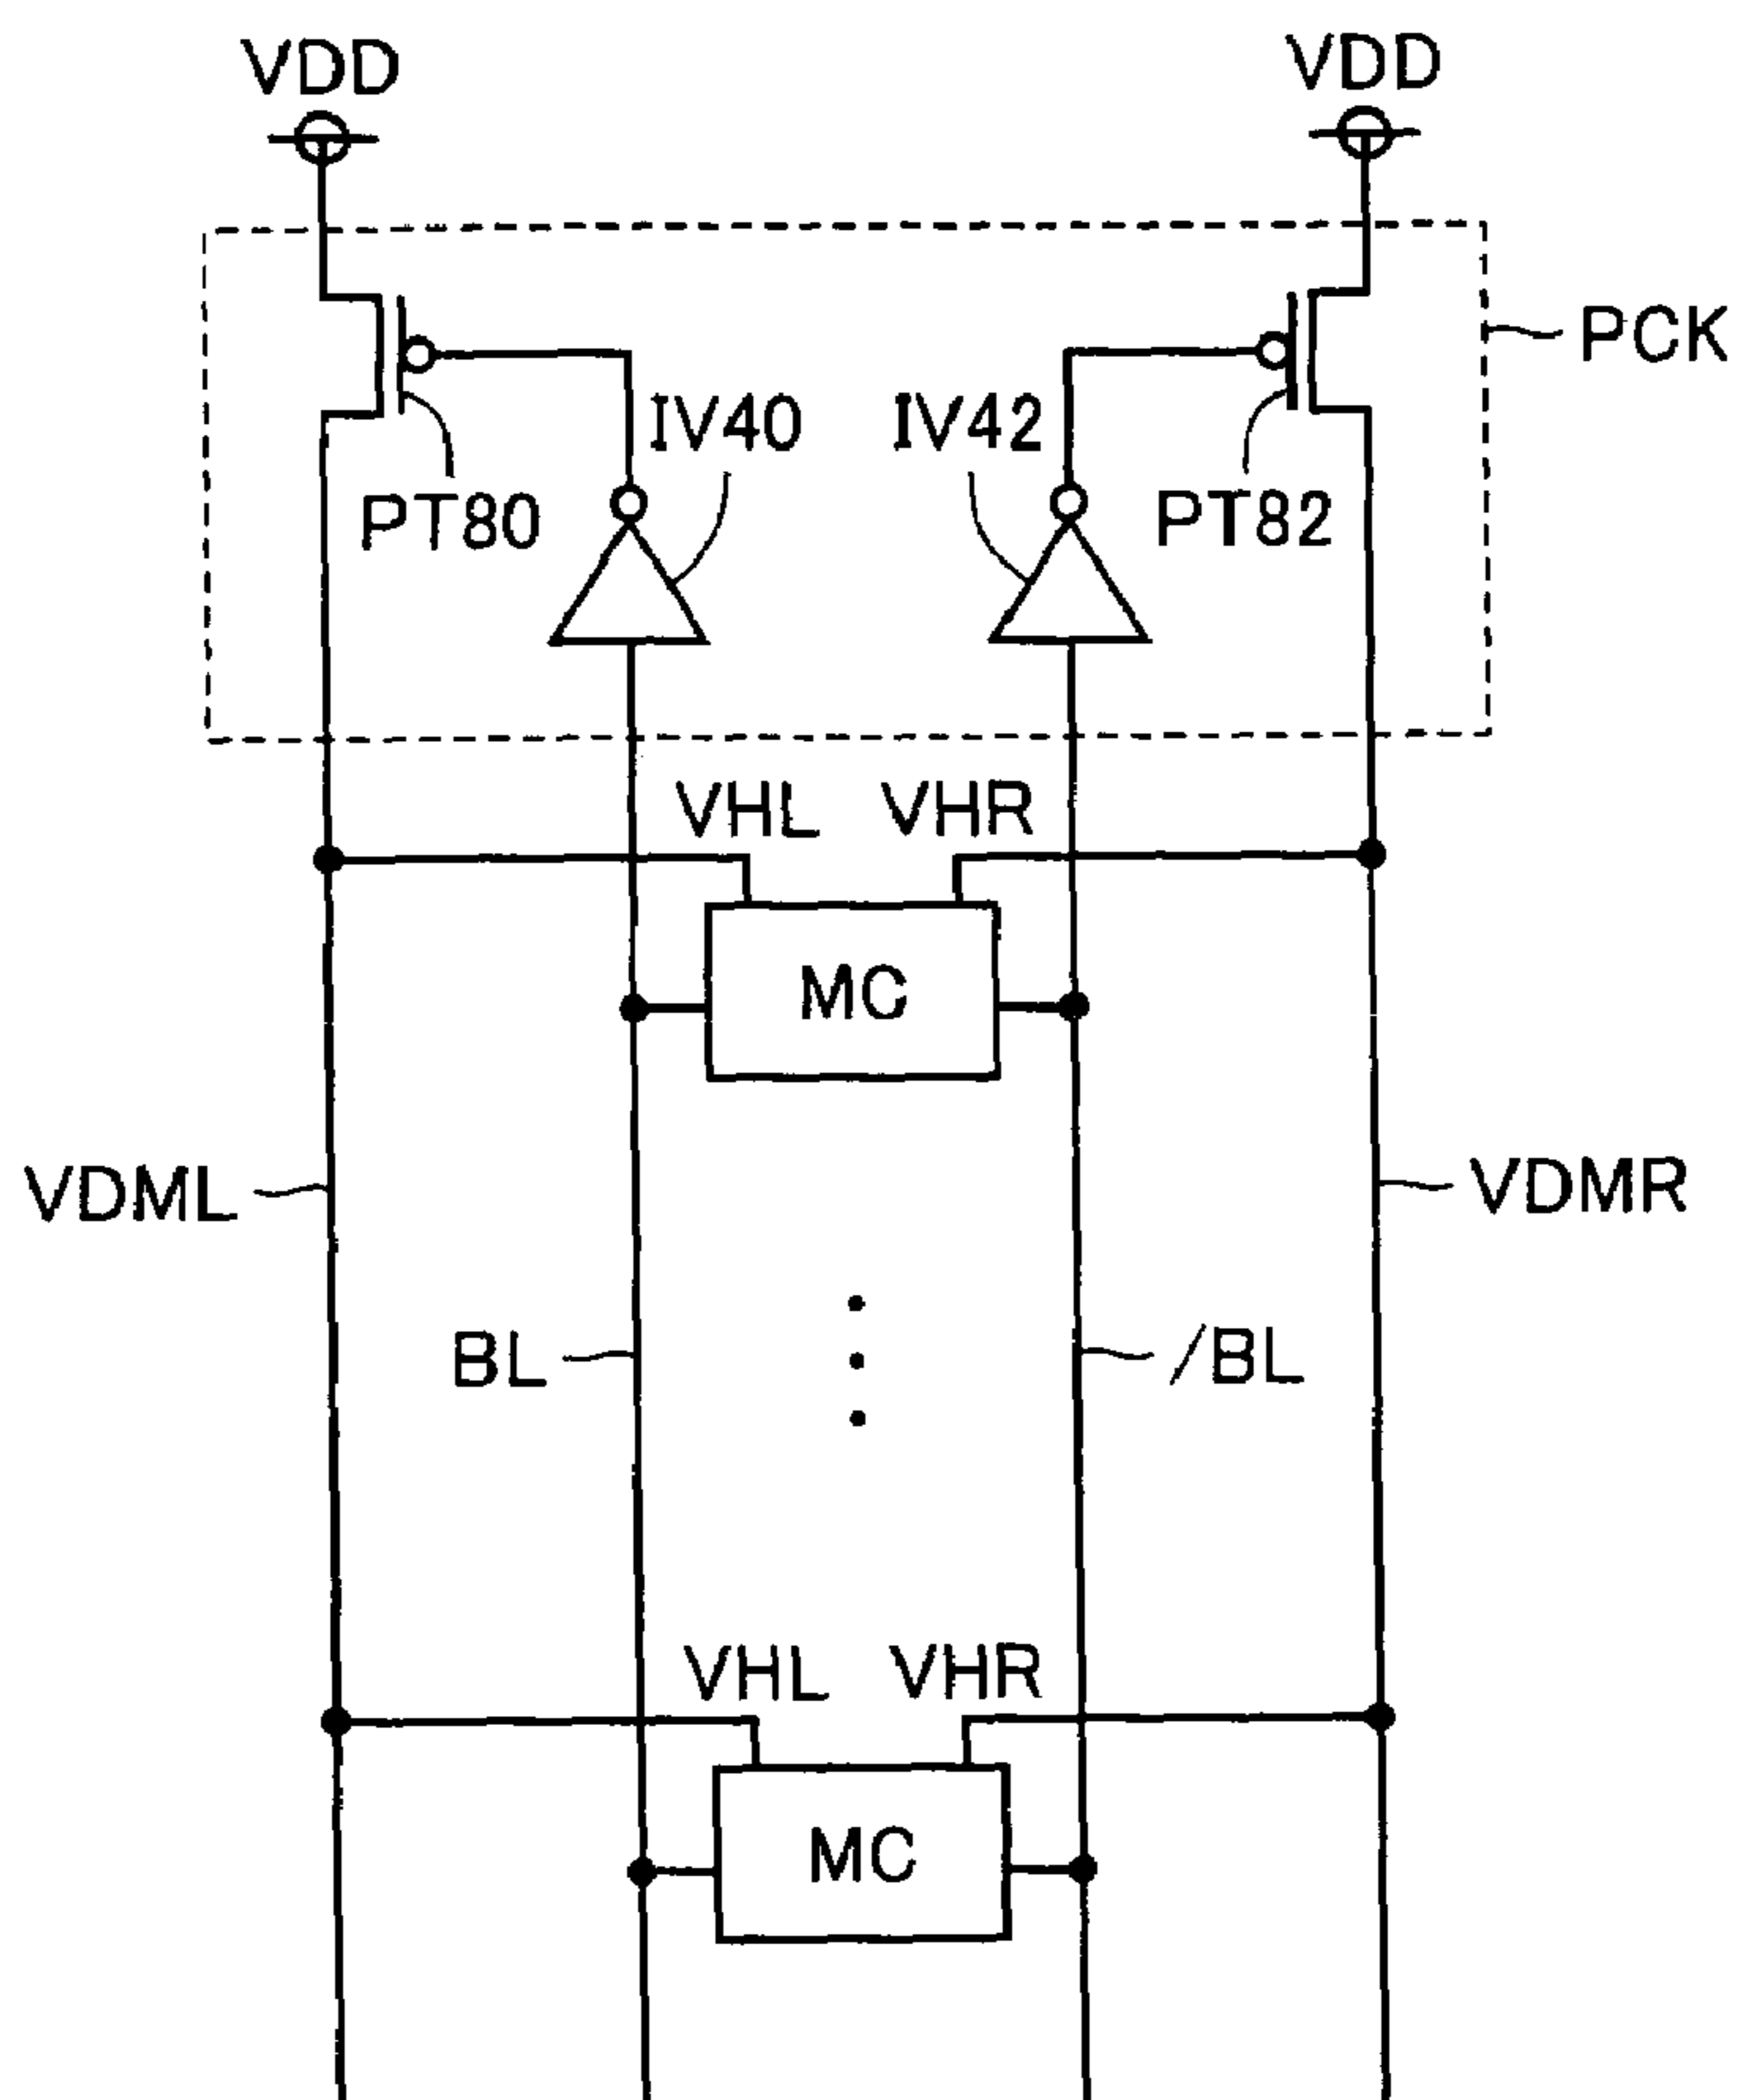 VDD
VDD
PCK
IV40
IV42
PT80
PT82
VHL
VHR
MC
VDML
VDMR
BL
/BL
VHL
VHR
MC